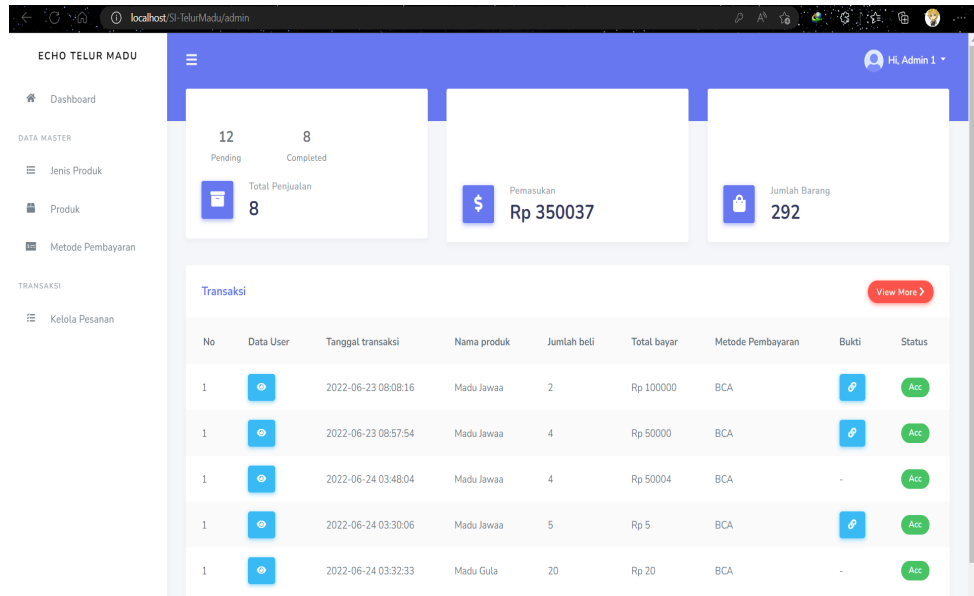 localhost/SI-TelurMadu/admin
ECHO TELUR MADU
Hi, Admin 1
Dashboard
DATA MASTER
Jenis Produk
Produk
Metode Pembayaran
TRANSAKSI
Kelola Pesanan
12 8
Pending Completed
Total Penjualan
8
Pemasukan
Rp 350037
Jumlah Barang
292
Transaksi
View More
No Data User Tanggal transaksi Nama produk Jumlah beli Total bayar Metode Pembayaran Bukti Status
1 2022-06-23 08:08:16 Madu Jawaa 2 Rp 100000 BCA Acc
1 2022-06-23 08:57:54 Madu Jawaa 4 Rp 50000 BCA Acc
1 2022-06-24 03:48:04 Madu Jawaa 4 Rp 50004 BCA - Acc
1 2022-06-24 03:30:06 Madu Jawaa 5 Rp 5 BCA Acc
1 2022-06-24 03:32:33 Madu Gula 20 Rp 20 BCA - Acc